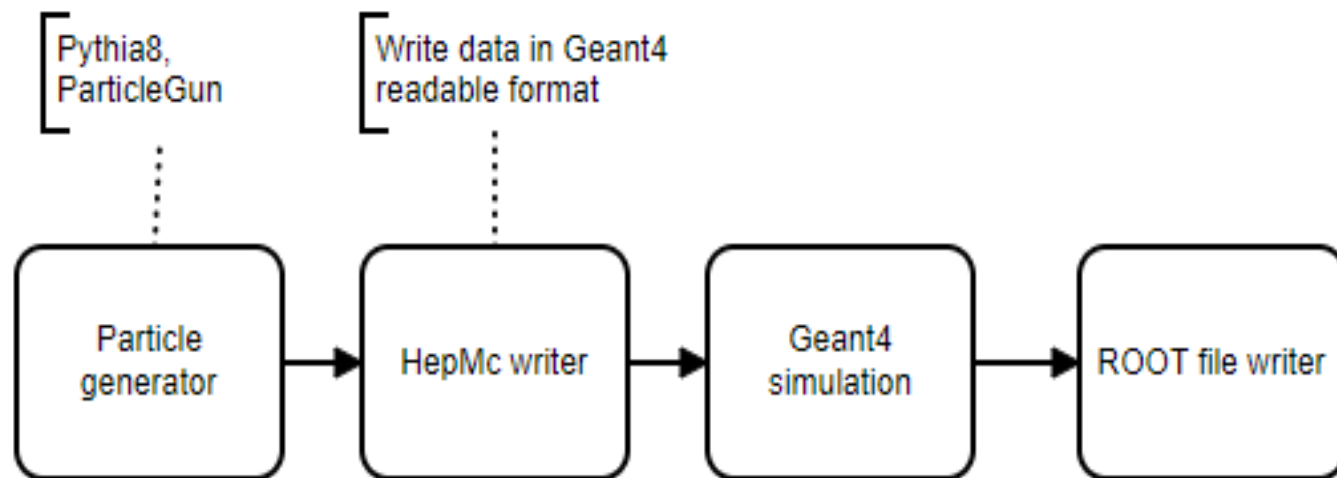 Pythia8,
ParticleGun
Write data in Geant4
readable format
Particle
generator
HepMc writer
Geant4
simulation
ROOT file writer